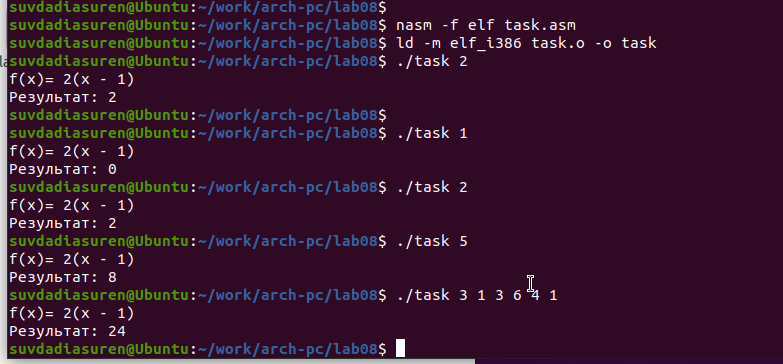 suvdadiasuren@Ubuntu:~/work/arch-pc/lab08$
suvdadiasuren@Ubuntu:~/work/arch-pc/lab08$ nasm -f elf task.asm
suvdadiasuren@Ubuntu:~/work/arch-pc/lab08$ ld -m elf_i386 task.o -o task
suvdadiasuren@Ubuntu:~/work/arch-pc/lab08$ ./task 2
f(x)= 2(x - 1)
Результат: 2
suvdadiasuren@Ubuntu:~/work/arch-pc/lab08$
suvdadiasuren@Ubuntu:~/work/arch-pc/lab08$ ./task 1
f(x)= 2(x - 1)
Результат: 0
suvdadiasuren@Ubuntu:~/work/arch-pc/lab08$ ./task 2
f(x)= 2(x - 1)
Результат: 2
suvdadiasuren@Ubuntu:~/work/arch-pc/lab08$ ./task 5
f(x)= 2(x - 1)
Результат: 8
suvdadiasuren@Ubuntu:~/work/arch-pc/lab08$ ./task 3 1 3 6 4 1
f(x)= 2(x - 1)
Результат: 24
suvdadiasuren@Ubuntu:~/work/arch-pc/lab08$